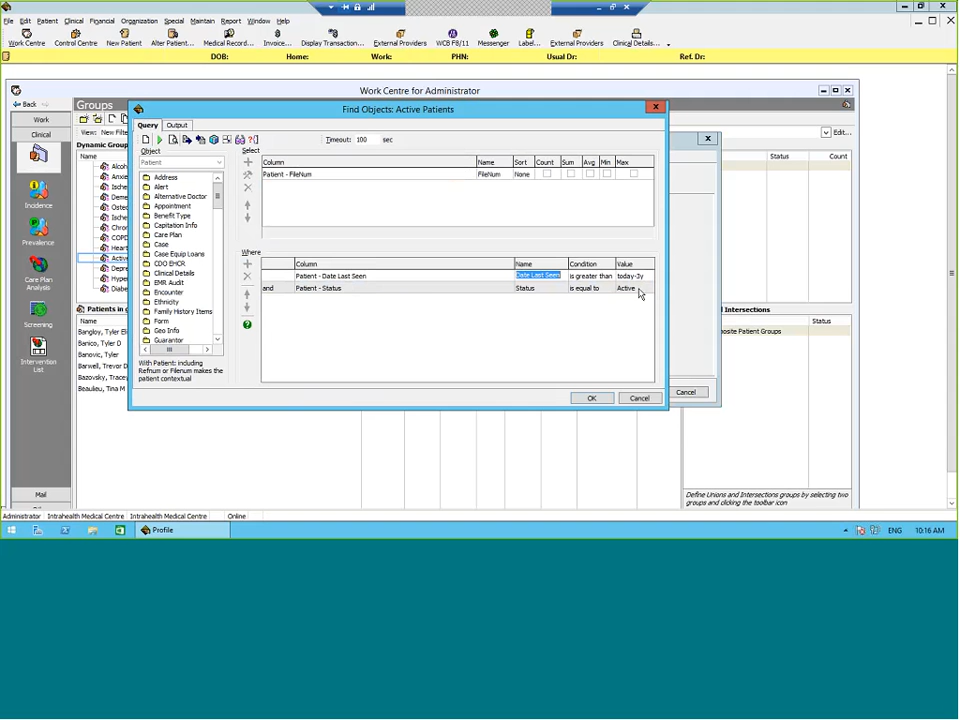 File Edit Patient Clinical Financial Organization Special Maintain Report Window Help
Work Centre Control Centre New Patient Alter Patient... Medical Record... Invoice... Display Transaction... External Providers WCB F8/11 Messenger Label... External Providers Clinical Details...
DOB: Home: Work: PHN: Usual Dr: Ref. Dr:
Work Centre for Administrator
Back Groups
Find Objects: Active Patients
Work
Clinical
Incidence
Prevalence
Care Plan Analysis
Screening
Intervention List
Mail
View: New Filter
Edit...
Dynamic Group
Name
Status Count
Alcoh
Anxie
Ische
Deme
Osteo
Ische
Chron
COPD
Heart
Active
Depre
Hyper
Diabe
Patients in g
Name
Bangloy, Tyler El
Banovic, Tyler
Barwell, Trevor D
Bazovsky, Tracey
Beaulieu, Tina M
Query Output
Timeout: 100 sec
Object
Patient
Address
Alert
Alternative Doctor
Appointment
Benefit Type
Capitation Info
Care Plan
Case
Case Equip Loans
CDO EHCR
Clinical Details
EMR Audit
Encounter
Ethnicity
Family History Items
Form
Geo Info
Guarantor
With Patient: including
Refnum or Filenum makes the
patient contextual
Select
Column Name Sort Count Sum Avg Min Max
Patient - FileNum FileNum None
Where
Column Name Condition Value
Patient - Date Last Seen Date Last Seen is greater than today-3y
and Patient - Status Status is equal to Active
OK Cancel
Cancel
d Intersections
Status
posite Patient Groups
Define Unions and Intersections groups by selecting two
groups and clicking the toolbar icon
Administrator Intrahealth Medical Centre Intrahealth Medical Centre Online
Profile
ENG 10:16 AM